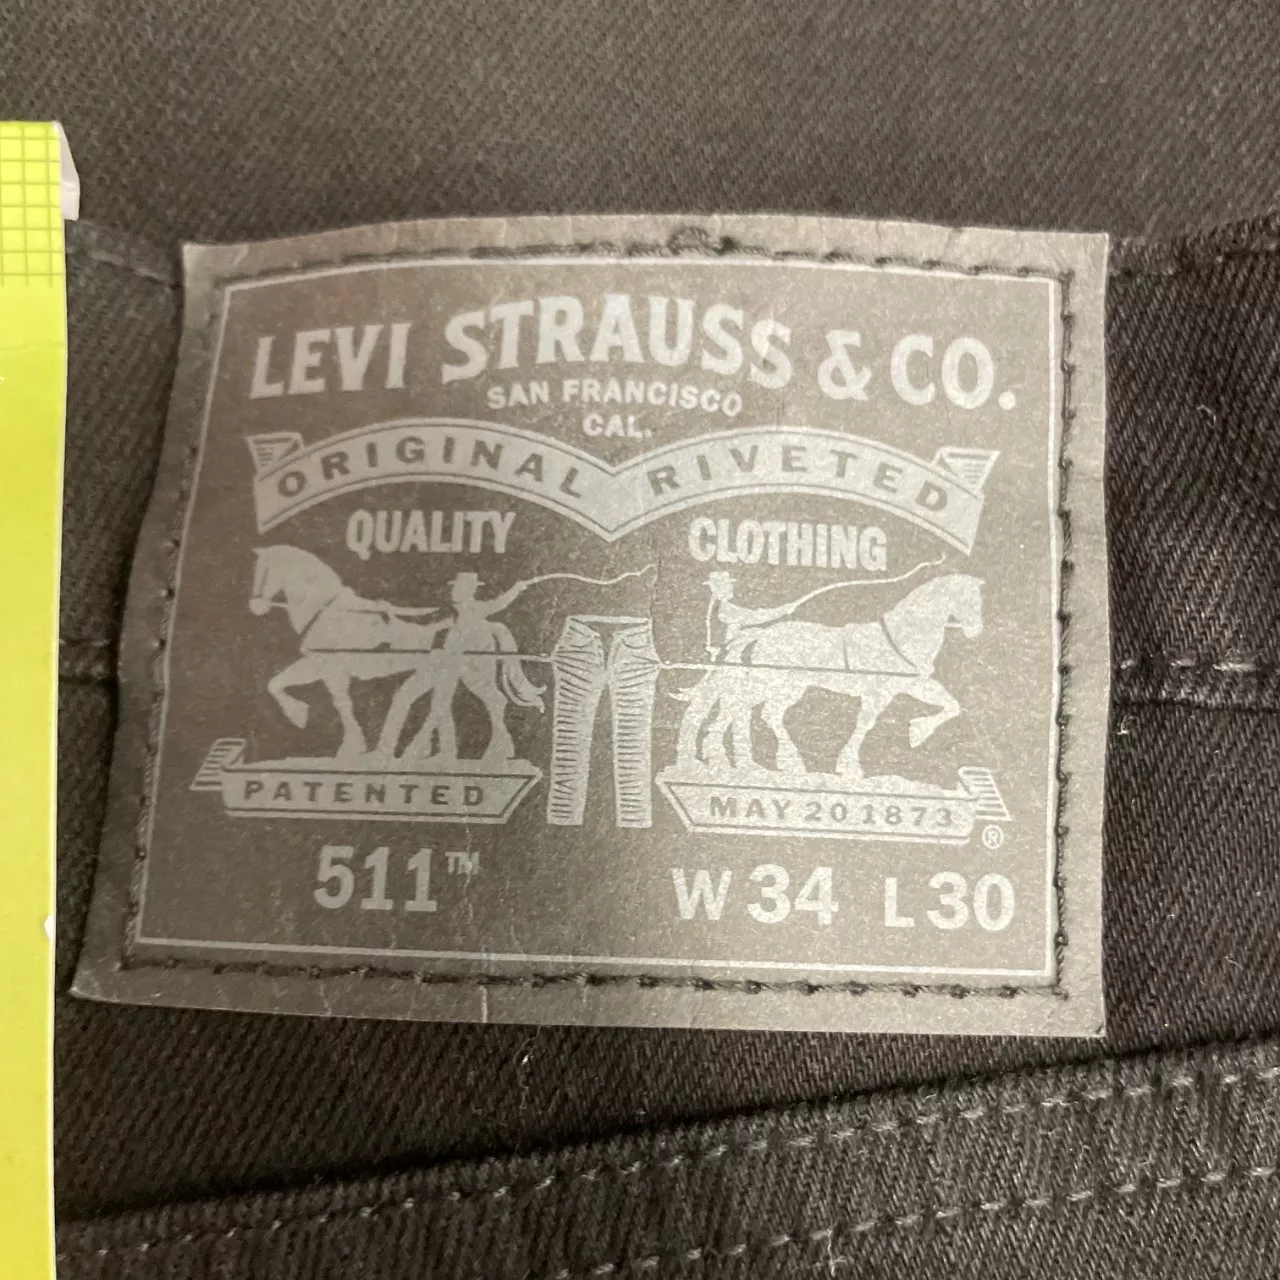 LEVI STRAUSS & CO.
SAN FRANCISCO
CAL.
ORIGINAL RIVETED
QUALITY CLOTHING
PATENTED MAY 20 1873 ®
511™ W 34 L 30